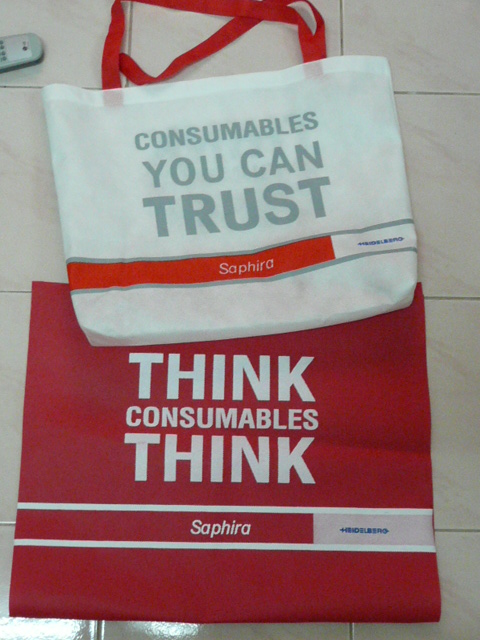 CONSUMABLES
YOU CAN
TRUST
Saphira HEIDELBERG
THINK
CONSUMABLES
THINK
Saphira HEIDELBERG